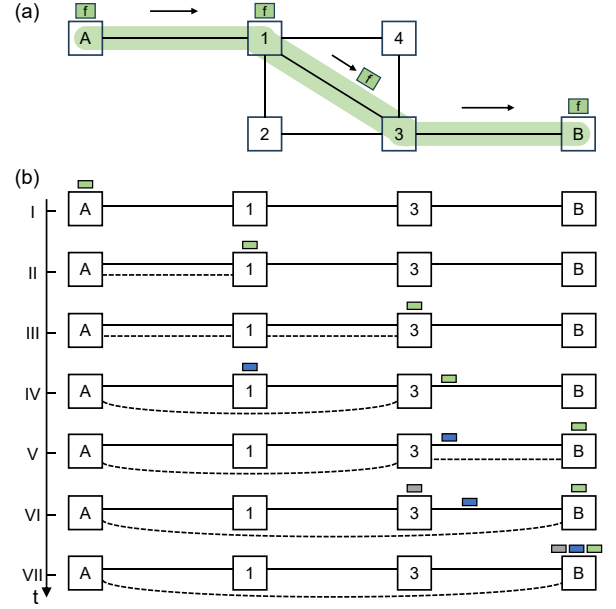 (a)
f f
A 1 4
f
f
2 3 B
(b)
I A 1 3 B
II A 1 3 B
III A 1 3 B
IV A 1 3 B
V A 1 3 B
VI A 1 3 B
VII A 1 3 B
t